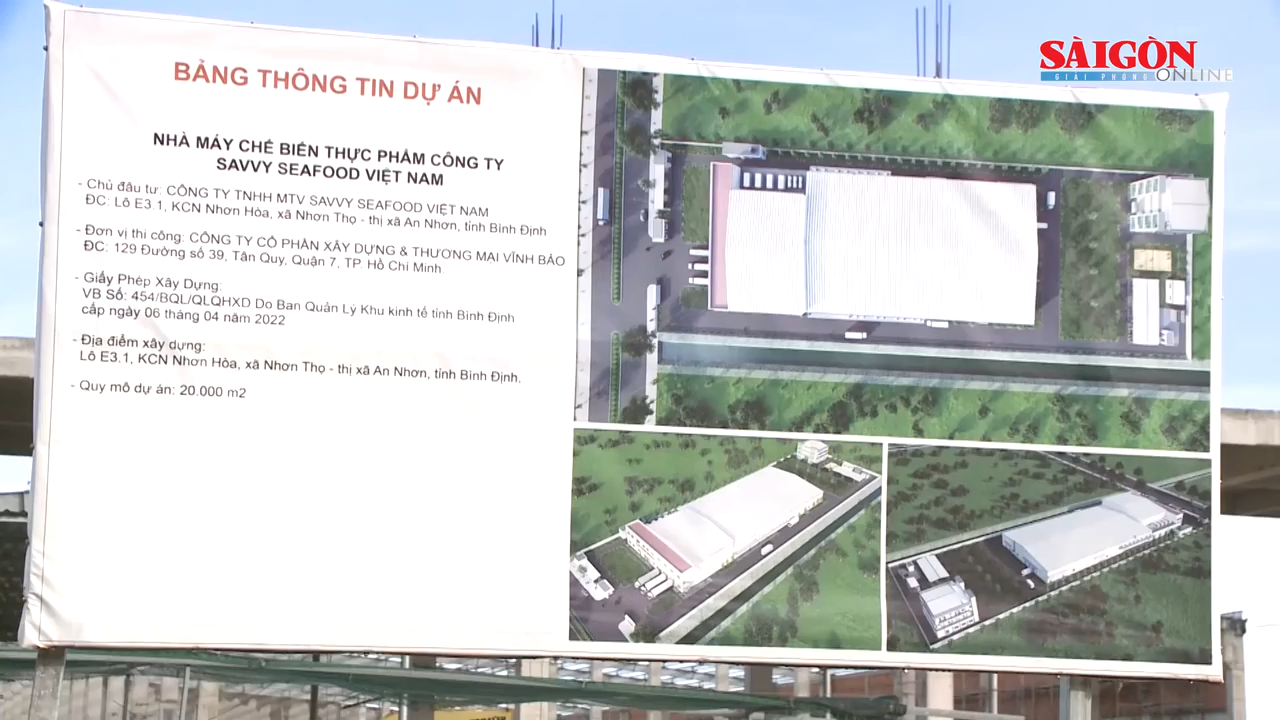 SÀIGÒN
GIẢI PHÓNG ONLINE
BẢNG THÔNG TIN DỰ ÁN
NHÀ MÁY CHẾ BIẾN THỰC PHẨM CÔNG TY
SAVVY SEAFOOD VIỆT NAM
- Chủ đầu tư: CÔNG TY TNHH MTV SAVVY SEAFOOD VIỆT NAM
ĐC: Lô E3.1, KCN Nhơn Hòa, xã Nhơn Thọ - thị xã An Nhơn, tỉnh Bình Định
- Đơn vị thi công: CÔNG TY CỔ PHẦN XÂY DỰNG & THƯƠNG MẠI VĨNH BẢO
ĐC: 129 Đường số 39, Tân Quy, Quận 7, TP. Hồ Chí Minh.
- Giấy Phép Xây Dựng:
VB Số: 454/BQL/QLQHXD Do Ban Quản Lý Khu kinh tế tỉnh Bình Định
cấp ngày 06 tháng 04 năm 2022
- Địa điểm xây dựng:
Lô E3.1, KCN Nhơn Hòa, xã Nhơn Thọ - thị xã An Nhơn, tỉnh Bình Định.
- Quy mô dự án: 20.000 m2